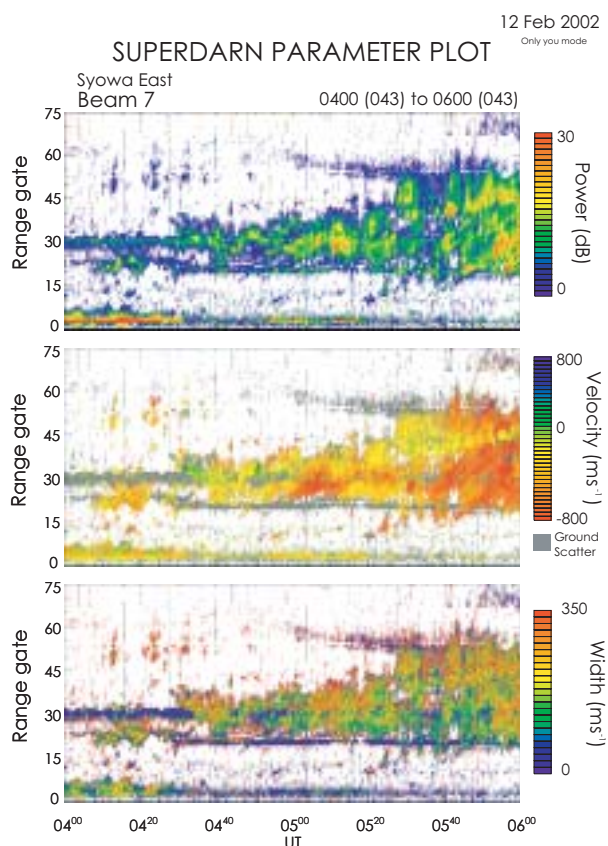 12 Feb 2002
Only you mode
SUPERDARN PARAMETER PLOT
Syowa East
Beam 7
0400 (043) to 0600 (043)
75
60
45
30
15
0
Range gate
30
0
Power (dB)
75
60
45
30
15
0
Range gate
800
0
-800
Velocity (ms⁻¹)
Ground
Scatter
75
60
45
30
15
0
Range gate
350
0
Width (ms⁻¹)
04⁰⁰ 04²⁰ 04⁴⁰ 05⁰⁰ 05²⁰ 05⁴⁰ 06⁰⁰
UT